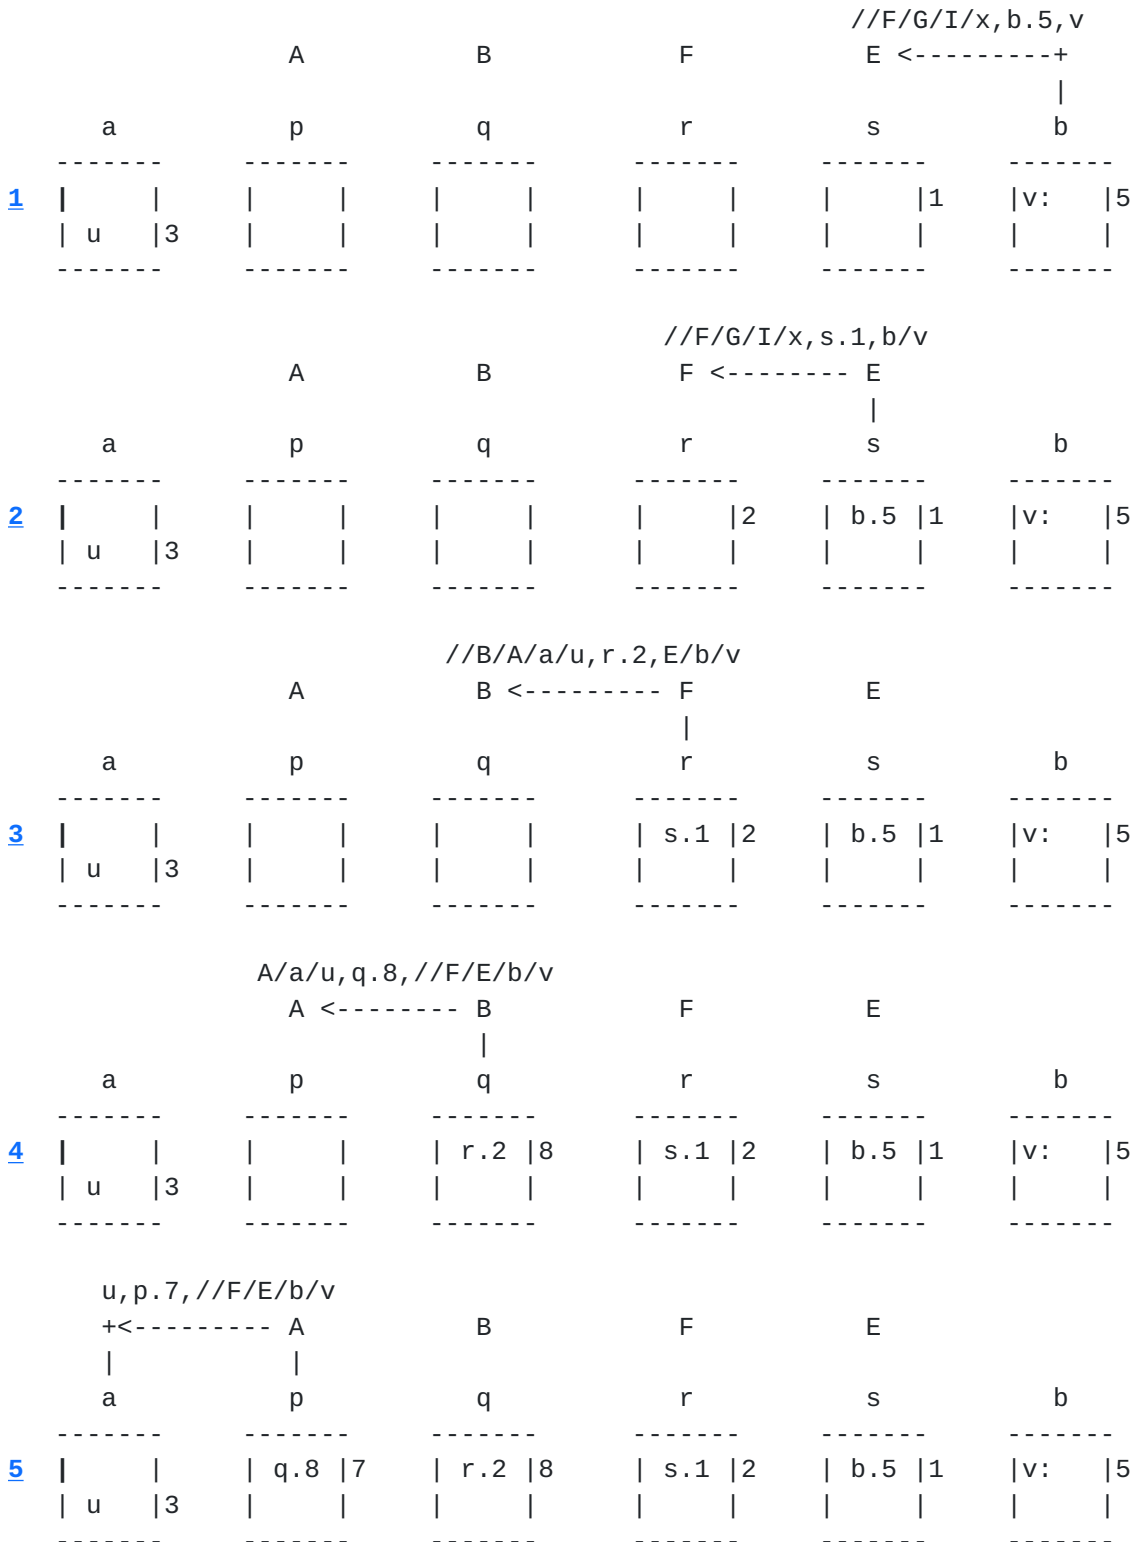 //F/G/I/x,b.5,v
                  A           B            F           E <---------+
                                                                   |
      a           p           q            r           s           b
   -------     -------     -------      -------     -------     -------
1  |     |     |     |     |     |      |     |     |     |1    |v:   |5
   | u   |3    |     |     |     |      |     |     |     |     |     |
   -------     -------     -------      -------     -------     -------

                                          //F/G/I/x,s.1,b/v
                  A           B            F <-------- E
                                                       |
      a           p           q            r           s           b
   -------     -------     -------      -------     -------     -------
2  |     |     |     |     |     |      |     |2    | b.5 |1    |v:   |5
   | u   |3    |     |     |     |      |     |     |     |     |     |
   -------     -------     -------      -------     -------     -------

                            //B/A/a/u,r.2,E/b/v
                  A           B <--------- F           E
                                           |
      a           p           q            r           s           b
   -------     -------     -------      -------     -------     -------
3  |     |     |     |     |     |      | s.1 |2    | b.5 |1    |v:   |5
   | u   |3    |     |     |     |      |     |     |     |     |     |
   -------     -------     -------      -------     -------     -------

                A/a/u,q.8,//F/E/b/v
                  A <-------- B            F           E
                              |
      a           p           q            r           s           b
   -------     -------     -------      -------     -------     -------
4  |     |     |     |     | r.2 |8     | s.1 |2    | b.5 |1    |v:   |5
   | u   |3    |     |     |     |      |     |     |     |     |     |
   -------     -------     -------      -------     -------     -------

      u,p.7,//F/E/b/v
      +<--------- A           B            F           E
      |           |
      a           p           q            r           s           b
   -------     -------     -------      -------     -------     -------
5  |     |     | q.8 |7    | r.2 |8     | s.1 |2    | b.5 |1    |v:   |5
   | u   |3    |     |     |     |      |     |     |     |     |     |
   -------     -------     -------      -------     -------     -------